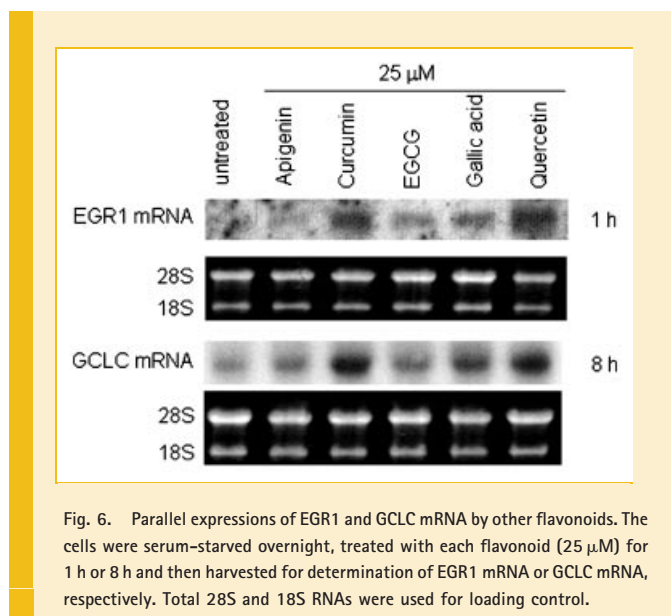 25 µM
untreated Apigenin Curcumin EGCG Gallic acid Quercetin
EGR1 mRNA 1 h
28S
18S
GCLC mRNA 8 h
28S
18S
Fig. 6. Parallel expressions of EGR1 and GCLC mRNA by other flavonoids. The
cells were serum-starved overnight, treated with each flavonoid (25 µM) for
1 h or 8 h and then harvested for determination of EGR1 mRNA or GCLC mRNA,
respectively. Total 28S and 18S RNAs were used for loading control.